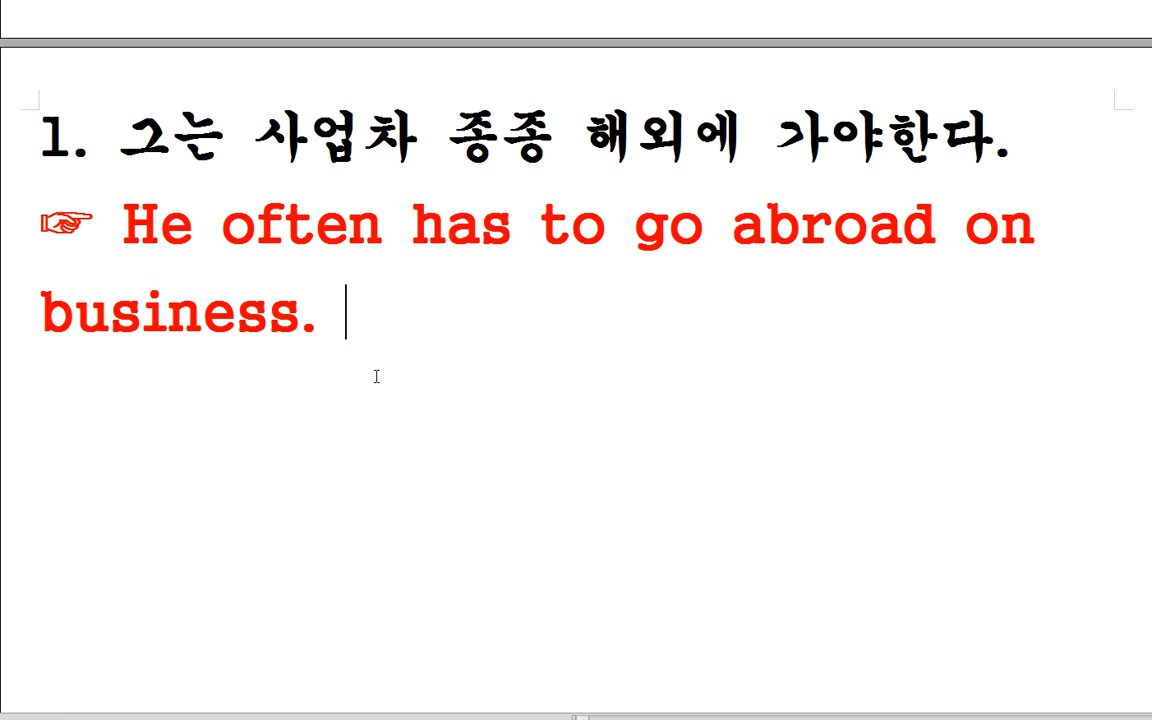 1. 그는 사업차 종종 해외에 가야한다.
☞ He often has to go abroad on
business.